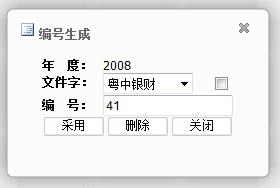 编号生成
年 度： 2008
文件字： 粤中银财
编 号： 41
采用 删除 关闭